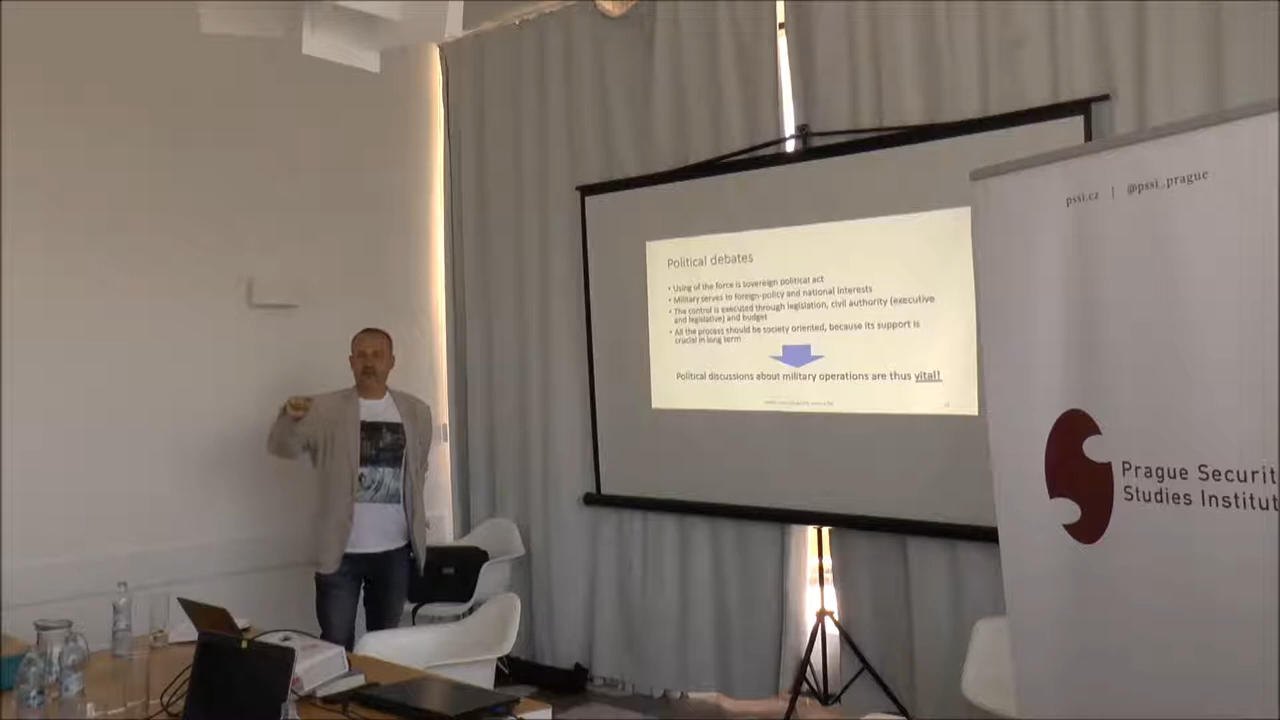 Political debates
• Using of the force is sovereign political act
• Military serves to foreign-policy and national interests
• The control is executed through legislation, civil authority (executive
and legislative) and budget
• All the process should be society oriented, because its support is
crucial in long term
Political discussions about military operations are thus vital!
pssi.cz | @pssi_prague
Prague Securit
Studies Institut